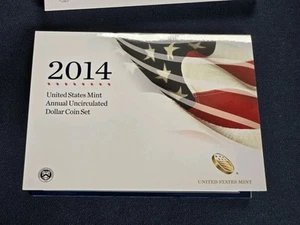 2014
United States Mint
Annual Uncirculated
Dollar Coin Set
UNITED STATES MINT